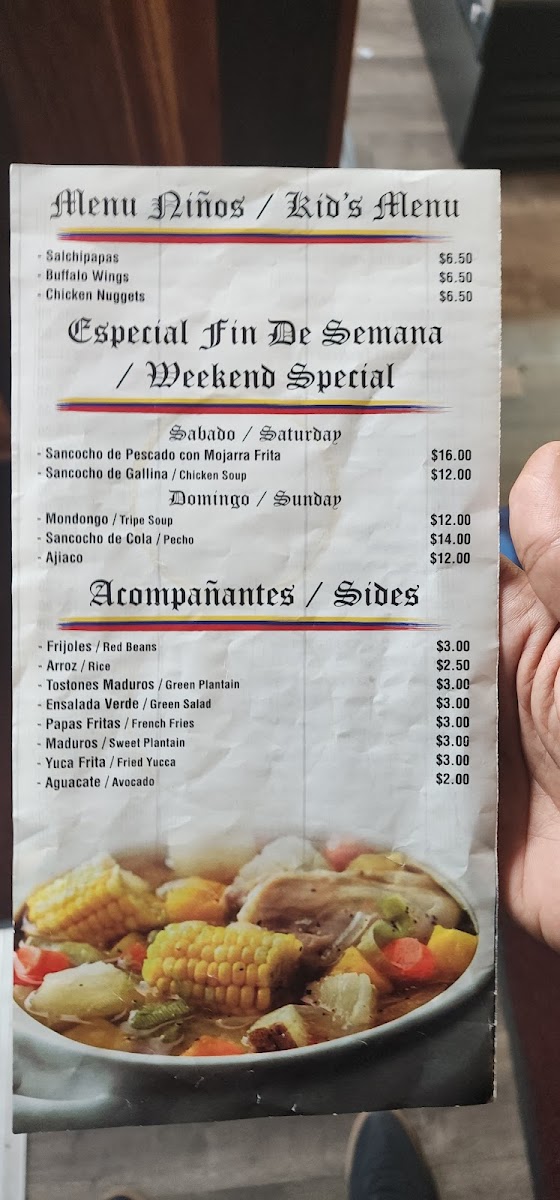 Menu Niños / Kid's Menu
- Salchipapas $6.50
- Buffalo Wings $6.50
- Chicken Nuggets $6.50
Especial Fin De Semana
/ Weekend Special
Sabado / Saturday
- Sancocho de Pescado con Mojarra Frita $16.00
- Sancocho de Gallina / Chicken Soup $12.00
Domingo / Sunday
- Mondongo / Tripe Soup $12.00
- Sancocho de Cola / Pecho $14.00
- Ajiaco $12.00
Acompañantes / Sides
- Frijoles / Red Beans $3.00
- Arroz / Rice $2.50
- Tostones Maduros / Green Plantain $3.00
- Ensalada Verde / Green Salad $3.00
- Papas Fritas / French Fries $3.00
- Maduros / Sweet Plantain $3.00
- Yuca Frita / Fried Yucca $3.00
- Aguacate / Avocado $2.00